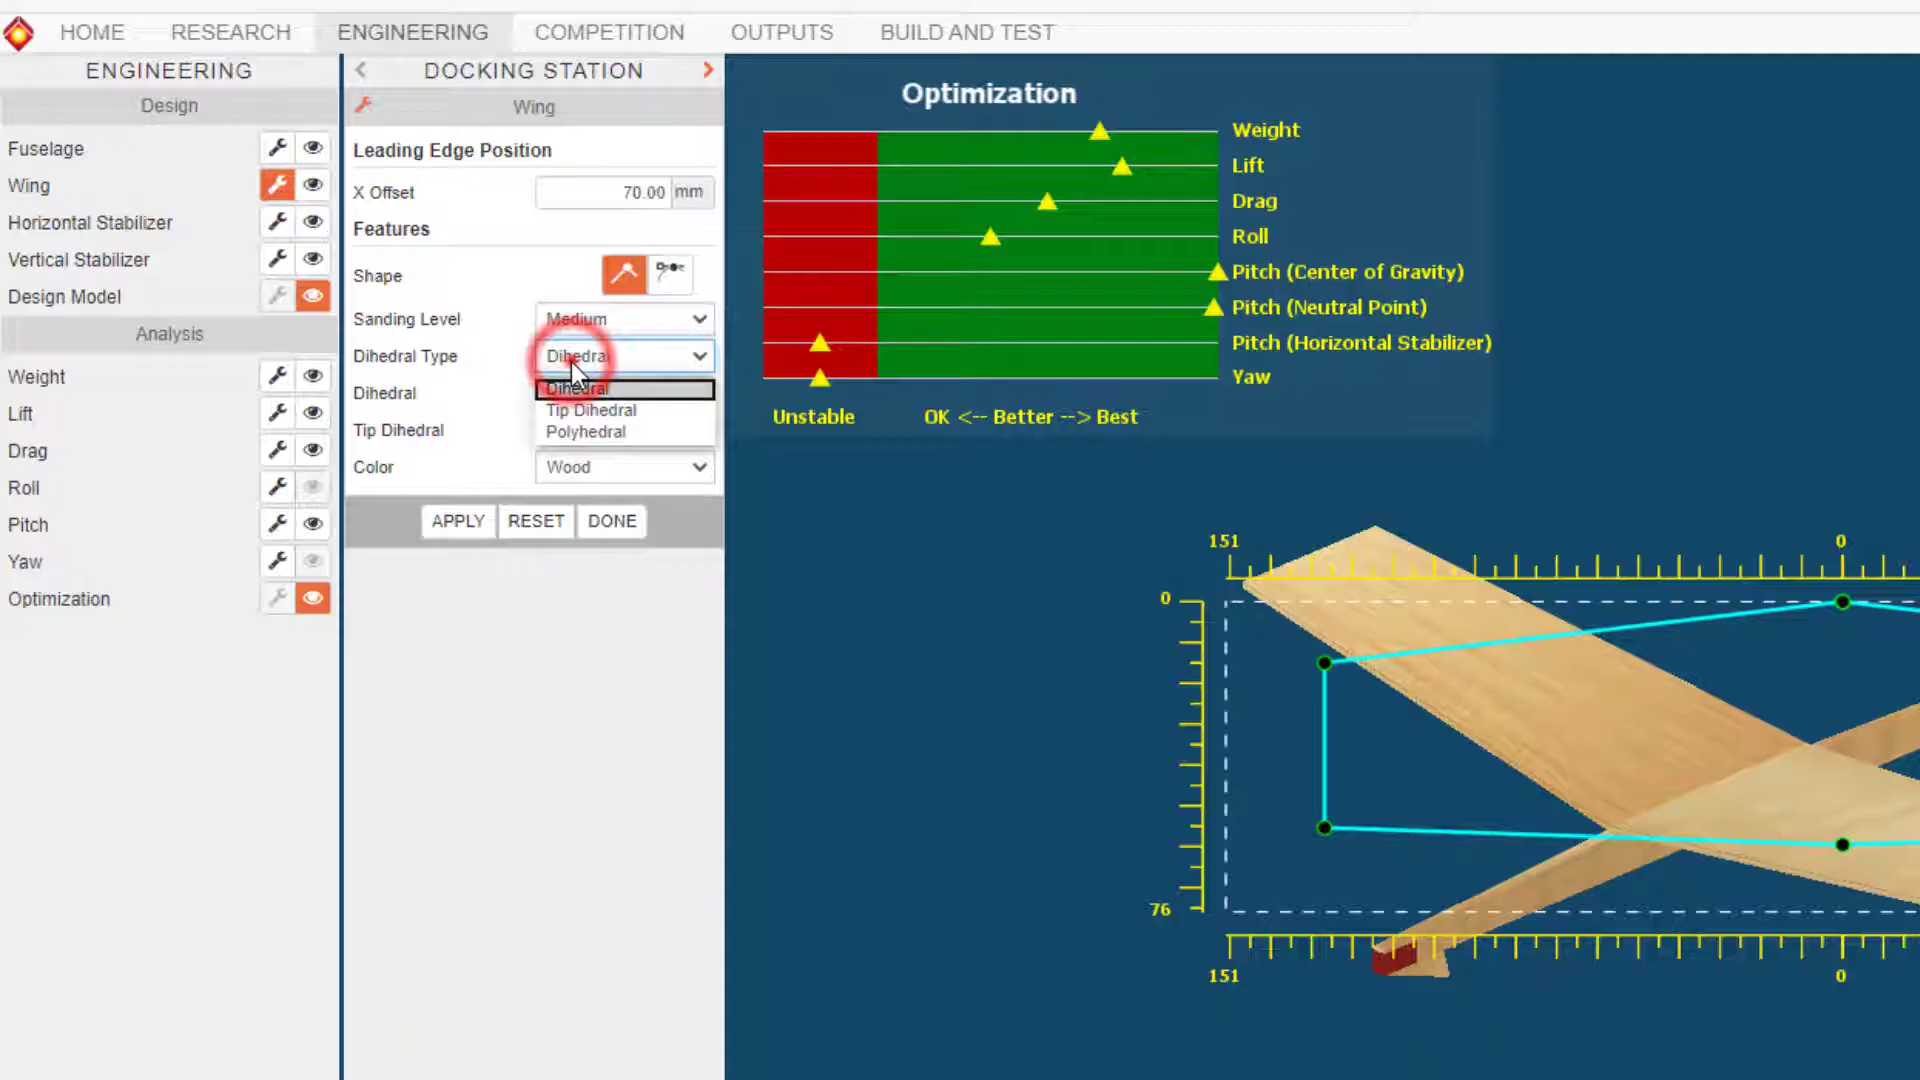 HOME RESEARCH ENGINEERING COMPETITION OUTPUTS BUILD AND TEST
ENGINEERING
Design
Fuselage
Wing
Horizontal Stabilizer
Vertical Stabilizer
Design Model
Analysis
Weight
Lift
Drag
Roll
Pitch
Yaw
Optimization
DOCKING STATION
Wing
Leading Edge Position
X Offset 70.00 mm
Features
Shape
Sanding Level Medium
Dihedral Type Dihedral
Dihedral
Dihedral
Tip Dihedral
Polyhedral
Tip Dihedral
Color Wood
APPLY RESET DONE
Optimization
Weight
Lift
Drag
Roll
Pitch (Center of Gravity)
Pitch (Neutral Point)
Pitch (Horizontal Stabilizer)
Yaw
Unstable OK <-- Better --> Best
151 0
0
76
151 0